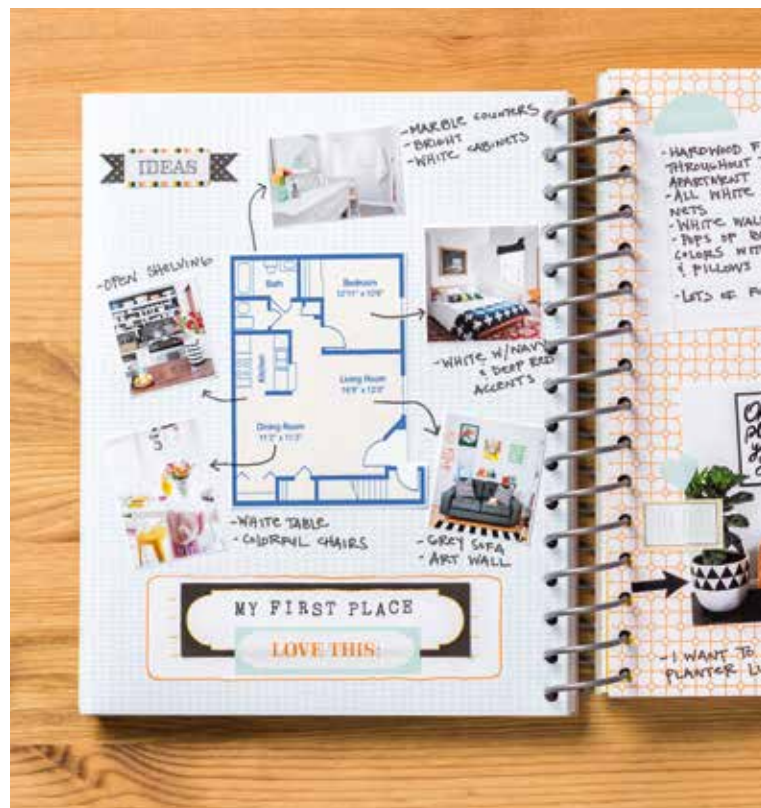 IDEAS
-MARBLE COUNTERS
-BRIGHT
-WHITE CABINETS
-OPEN SHELVING
Bath
Bedroom
Kitchen
Living Room
Dining Room
-WHITE W/NAVY
& DEEP RED
ACCENTS
-WHITE TABLE
-COLORFUL CHAIRS
-GREY SOFA
-ART WALL
MY FIRST PLACE
LOVE THIS:
-HARDWOOD F
THROUGHOUT T
APARTMENT
-ALL WHITE
NETS
-WHITE WAL
-POPS OF B
COLORS WIT
& PILLOWS
-LOTS OF
-I WANT TO
PLANTER L